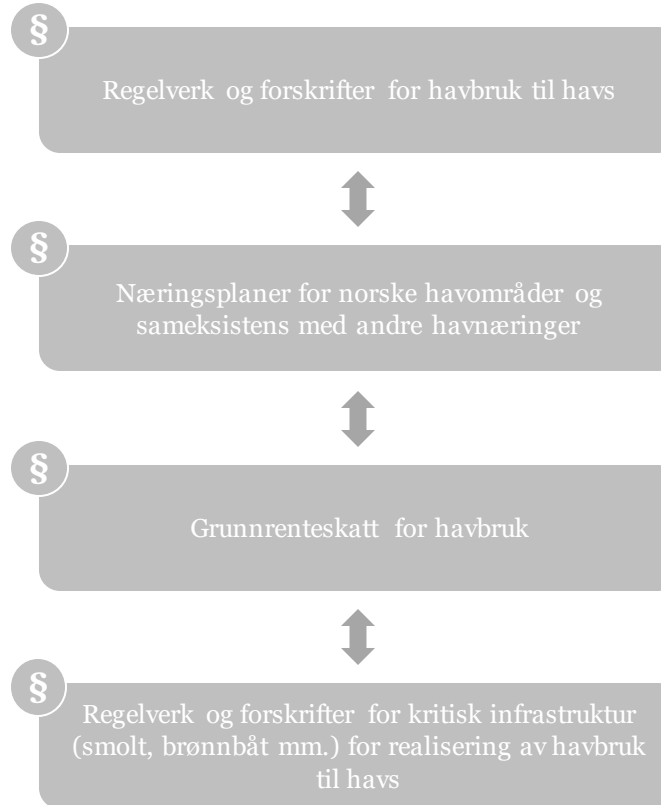 §
Regelverk og forskrifter for havbruk til havs
§
Næringsplaner for norske havområder og
sameksistens med andre havnæringer
§
Grunnrenteskatt for havbruk
§
Regelverk og forskrifter for kritisk infrastruktur
(smolt, brønnbåt mm.) for realisering av havbruk
til havs